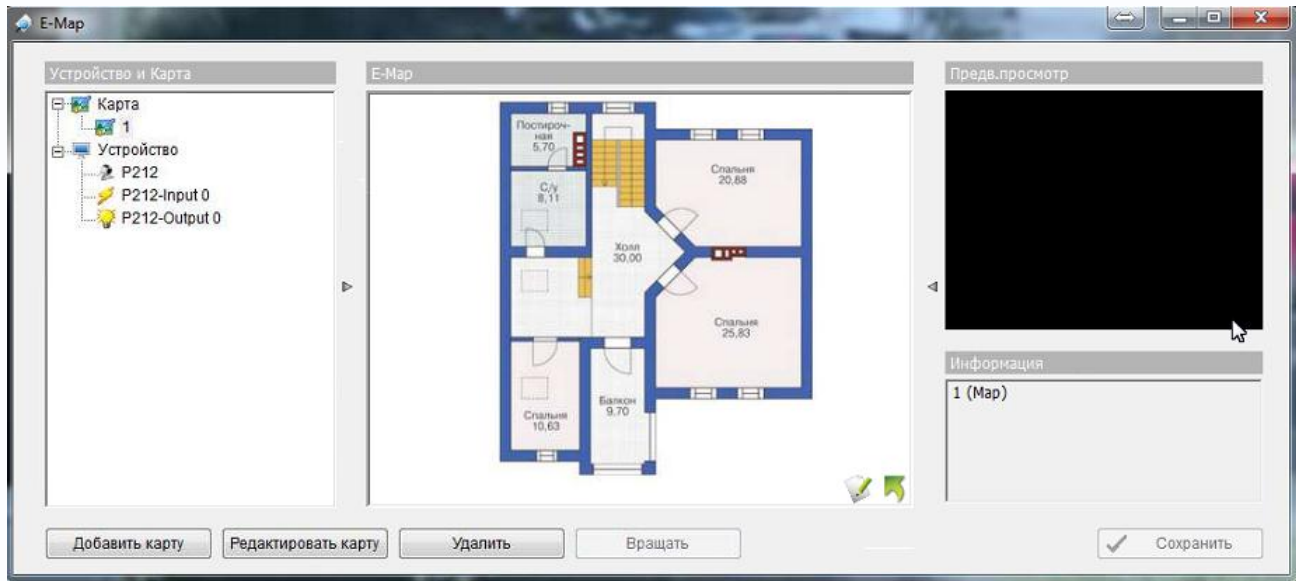 E-Map
Устройство и Карта
Карта
1
Устройство
P212
P212-Input 0
P212-Output 0
E-Map
Постироч-
ная
5,70
С/у
8,11
Холл
30,00
Спальня
20,88
Спальня
25,83
Спальня
10,63
Балкон
9,70
Предв.просмотр
Информация
1 (Map)
Добавить карту
Редактировать карту
Удалить
Вращать
Сохранить